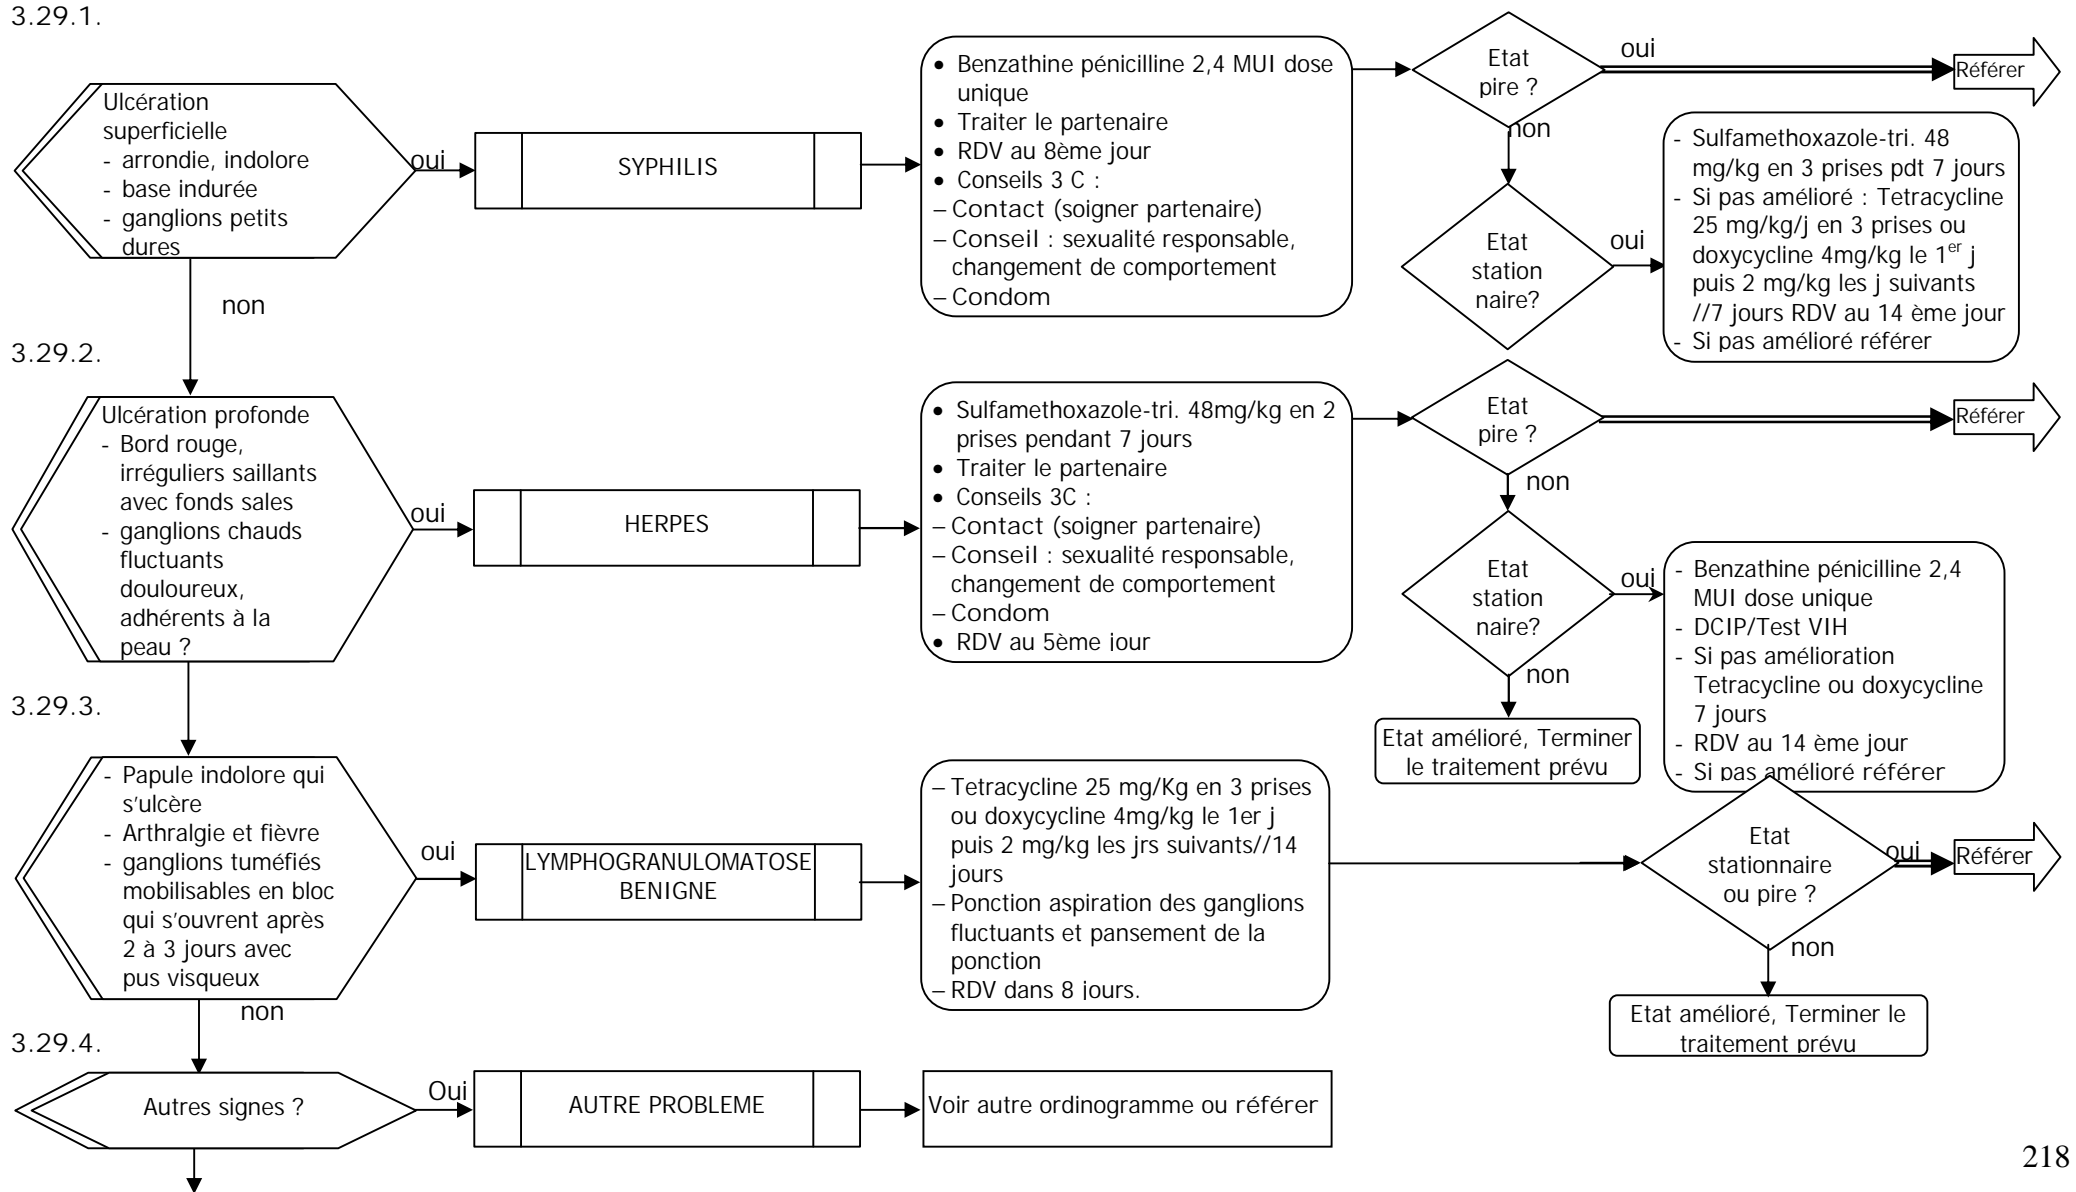 3.29.1.
Ulcération
superficielle
- arrondie, indolore
- base indurée
- ganglions petits
dures
oui
SYPHILIS
• Benzathine pénicilline 2,4 MUI dose
unique
• Traiter le partenaire
• RDV au 8ème jour
• Conseils 3 C :
– Contact (soigner partenaire)
– Conseil : sexualité responsable,
changement de comportement
– Condom
Etat
pire ?
oui
Référer
non
Etat
station
naire?
oui
- Sulfamethoxazole-tri. 48
mg/kg en 3 prises pdt 7 jours
- Si pas amélioré : Tetracycline
25 mg/kg/j en 3 prises ou
doxycycline 4mg/kg le 1er j
puis 2 mg/kg les j suivants
//7 jours RDV au 14 ème jour
- Si pas amélioré référer
non
3.29.2.
Ulcération profonde
- Bord rouge,
irréguliers saillants
avec fonds sales
- ganglions chauds
fluctuants
douloureux,
adhérents à la
peau ?
oui
HERPES
• Sulfamethoxazole-tri. 48mg/kg en 2
prises pendant 7 jours
• Traiter le partenaire
• Conseils 3C :
– Contact (soigner partenaire)
– Conseil : sexualité responsable,
changement de comportement
– Condom
• RDV au 5ème jour
Etat
pire ?
Référer
non
Etat
station
naire?
oui
- Benzathine pénicilline 2,4
MUI dose unique
- DCIP/Test VIH
- Si pas amélioration
Tetracycline ou doxycycline
7 jours
- RDV au 14 ème jour
- Si pas amélioré référer
non
Etat amélioré, Terminer
le traitement prévu
3.29.3.
- Papule indolore qui
s'ulcère
- Arthralgie et fièvre
- ganglions tuméfiés
mobilisables en bloc
qui s'ouvrent après
2 à 3 jours avec
pus visqueux
oui
LYMPHOGRANULOMATOSE
BENIGNE
– Tetracycline 25 mg/Kg en 3 prises
ou doxycycline 4mg/kg le 1er j
puis 2 mg/kg les jrs suivants//14
jours
– Ponction aspiration des ganglions
fluctuants et pansement de la
ponction
– RDV dans 8 jours.
Etat
stationnaire
ou pire ?
oui
Référer
non
Etat amélioré, Terminer le
traitement prévu
non
3.29.4.
Autres signes ?
Oui
AUTRE PROBLEME
Voir autre ordinogramme ou référer
218